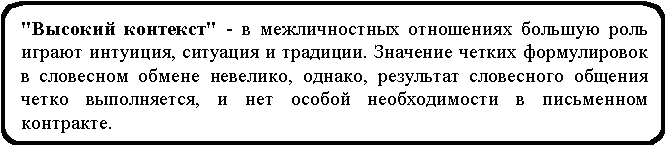 "Высокий контекст" - в межличностных отношениях большую роль
играют интуиция, ситуация и традиции. Значение четких формулировок
в словесном обмене невелико, однако, результат словесного общения
четко выполняется, и нет особой необходимости в письменном
контракте.